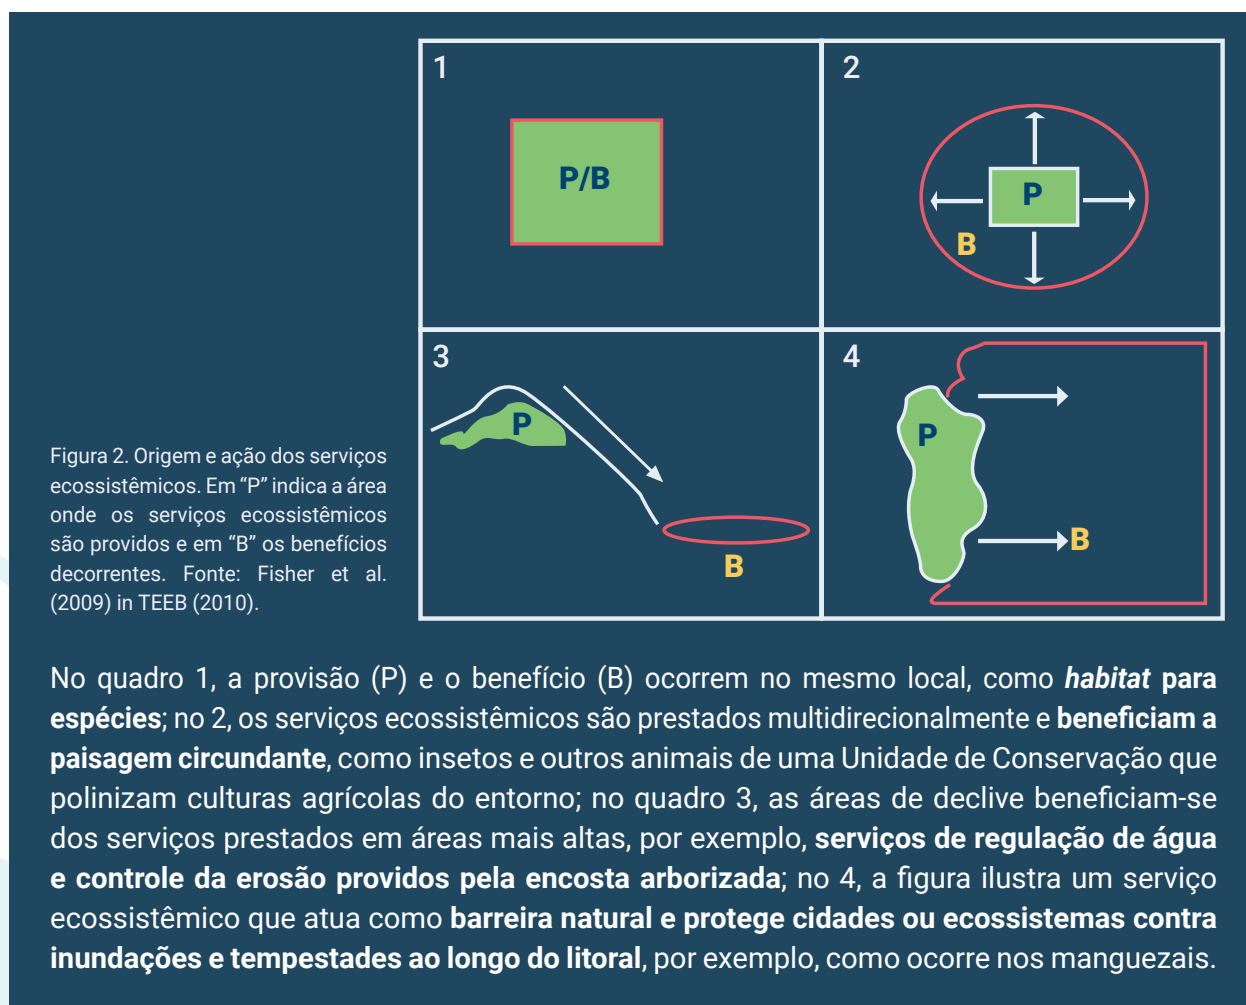 1
2
P/B
P
B
3
4
P
B
P
B
Figura 2. Origem e ação dos serviços
ecossistêmicos. Em “P” indica a área
onde os serviços ecossistêmicos
são providos e em “B” os benefícios
decorrentes. Fonte: Fisher et al.
(2009) in TEEB (2010).
No quadro 1, a provisão (P) e o benefício (B) ocorrem no mesmo local, como habitat para
espécies; no 2, os serviços ecossistêmicos são prestados multidirecionalmente e beneficiam a
paisagem circundante, como insetos e outros animais de uma Unidade de Conservação que
polinizam culturas agrícolas do entorno; no quadro 3, as áreas de declive beneficiam-se
dos serviços prestados em áreas mais altas, por exemplo, serviços de regulação de água
e controle da erosão providos pela encosta arborizada; no 4, a figura ilustra um serviço
ecossistêmico que atua como barreira natural e protege cidades ou ecossistemas contra
inundações e tempestades ao longo do litoral, por exemplo, como ocorre nos manguezais.